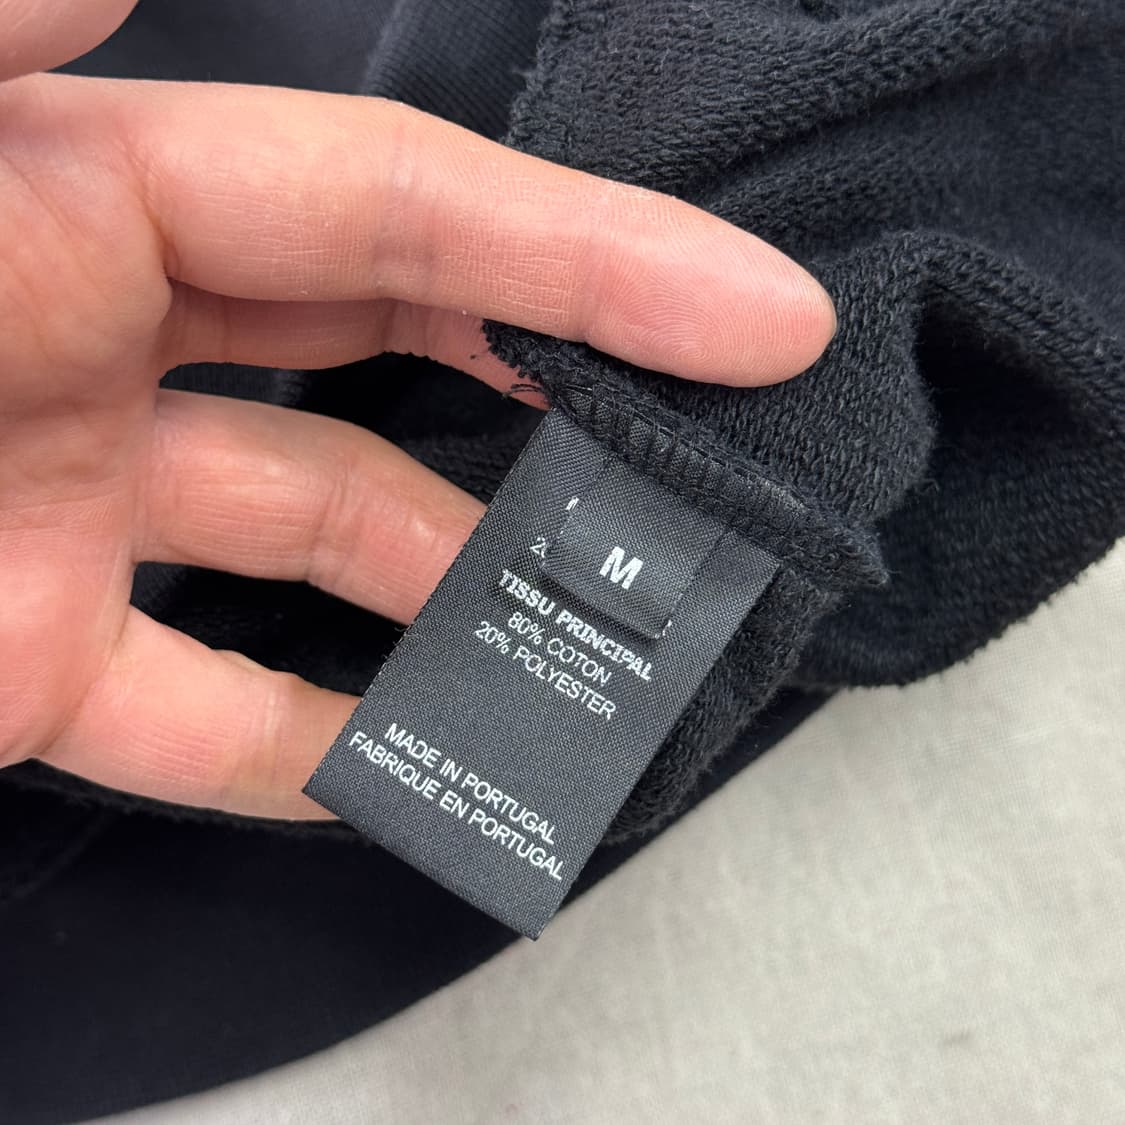 M
TISSU PRINCIPAL
80% COTON
20% POLYESTER
MADE IN PORTUGAL
FABRIQUE EN PORTUGAL